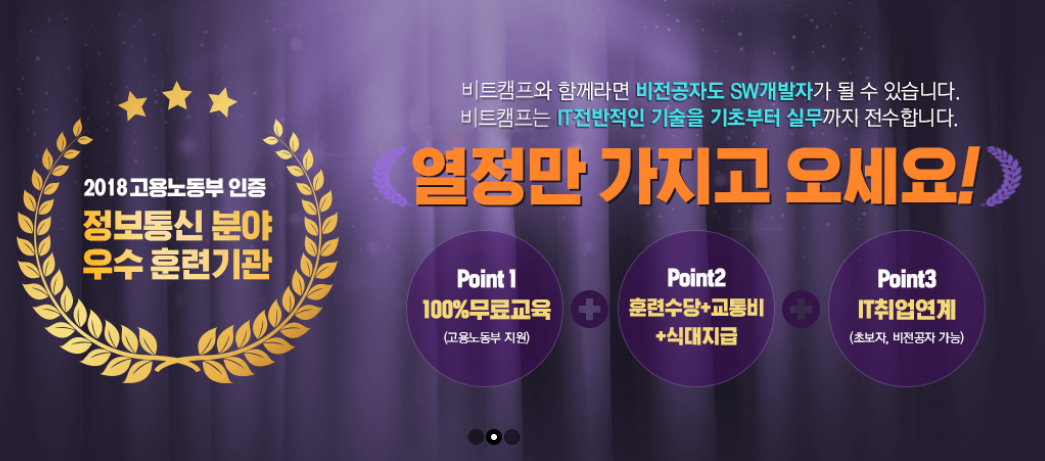 2018고용노동부 인증
정보통신 분야
우수 훈련기관
비트캠프와 함께라면 비전공자도 SW개발자가 될 수 있습니다.
비트캠프는 IT전반적인 기술을 기초부터 실무까지 전수합니다.
열정만 가지고 오세요!
Point 1
100%무료교육
(고용노동부 지원)
Point2
훈련수당+교통비
+식대지급
Point3
IT취업연계
(초보자, 비전공자 가능)